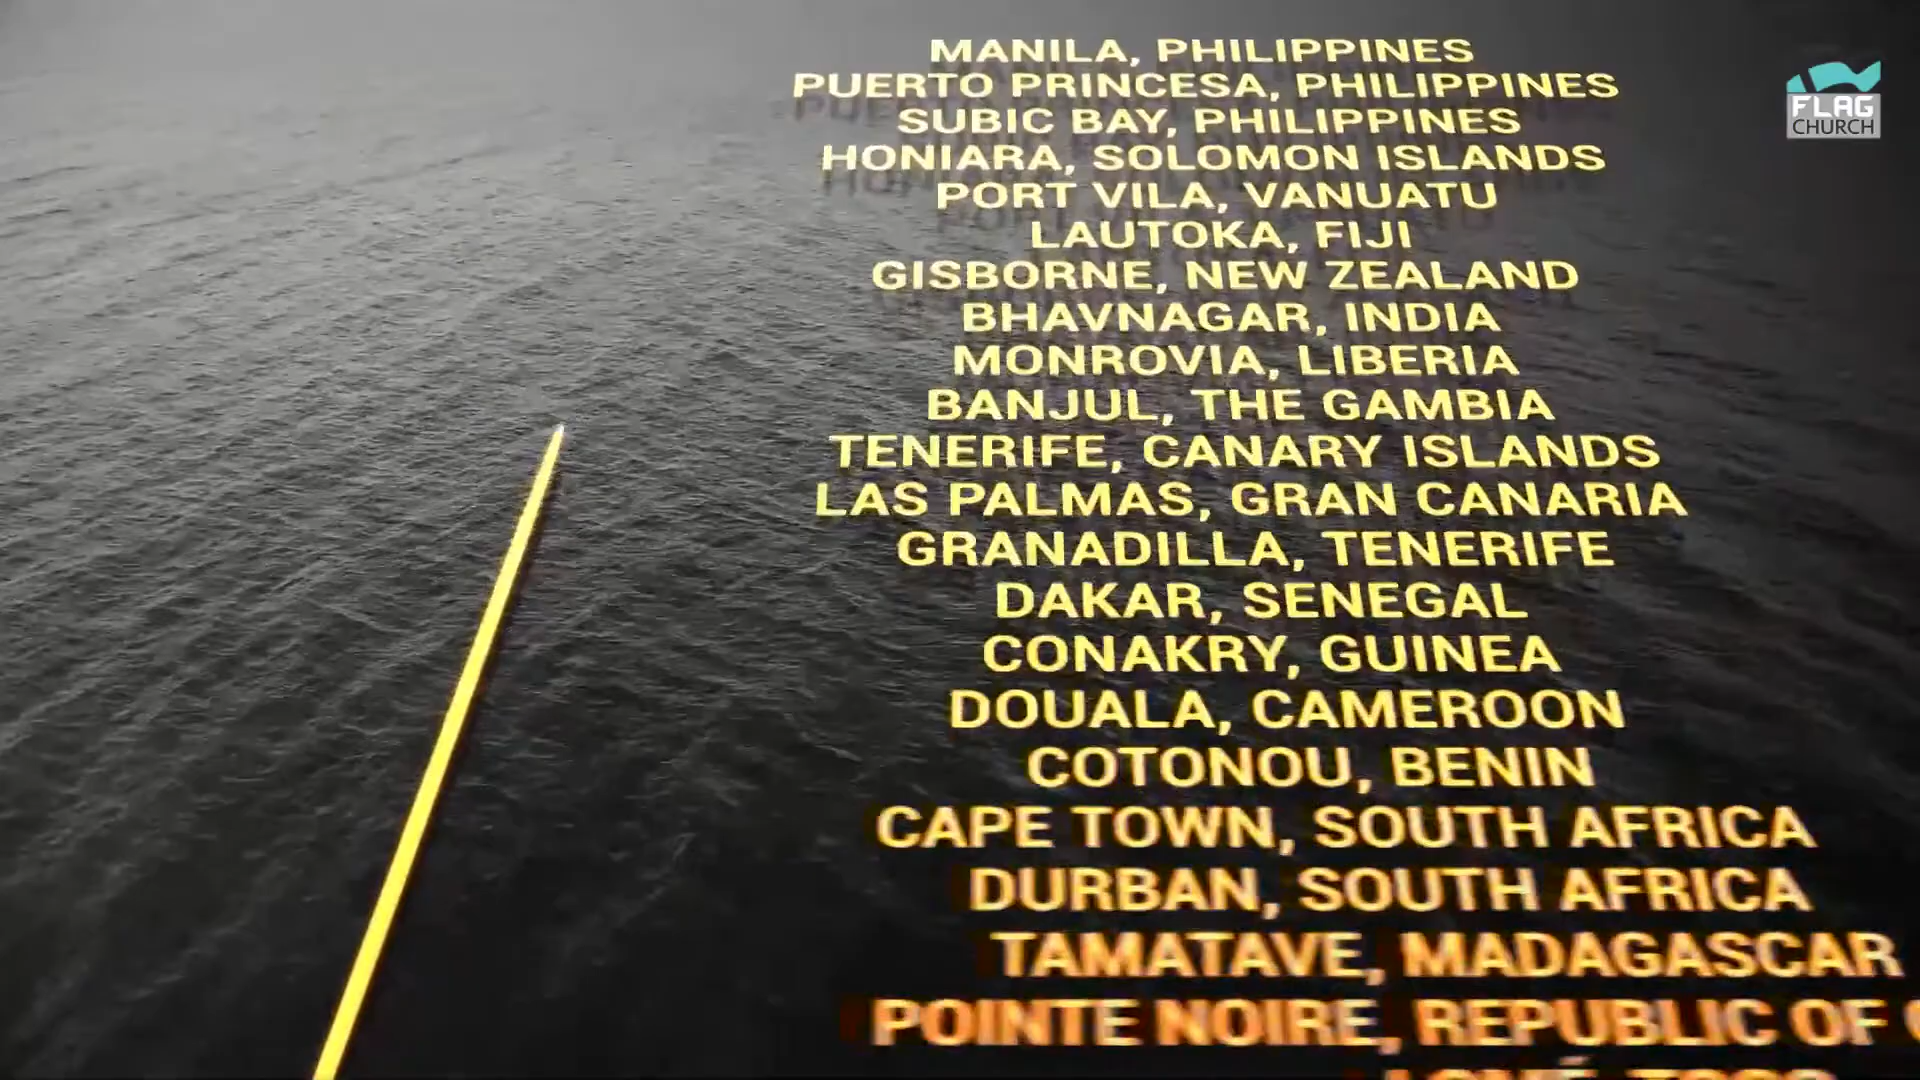 MANILA, PHILIPPINES
PUERTO PRINCESA, PHILIPPINES
SUBIC BAY, PHILIPPINES
HONIARA, SOLOMON ISLANDS
PORT VILA, VANUATU
LAUTOKA, FIJI
GISBORNE, NEW ZEALAND
BHAVNAGAR, INDIA
MONROVIA, LIBERIA
BANJUL, THE GAMBIA
TENERIFE, CANARY ISLANDS
LAS PALMAS, GRAN CANARIA
GRANADILLA, TENERIFE
DAKAR, SENEGAL
CONAKRY, GUINEA
DOUALA, CAMEROON
COTONOU, BENIN
CAPE TOWN, SOUTH AFRICA
DURBAN, SOUTH AFRICA
TAMATAVE, MADAGASCAR
POINTE NOIRE, REPUBLIC OF
FLAG
CHURCH